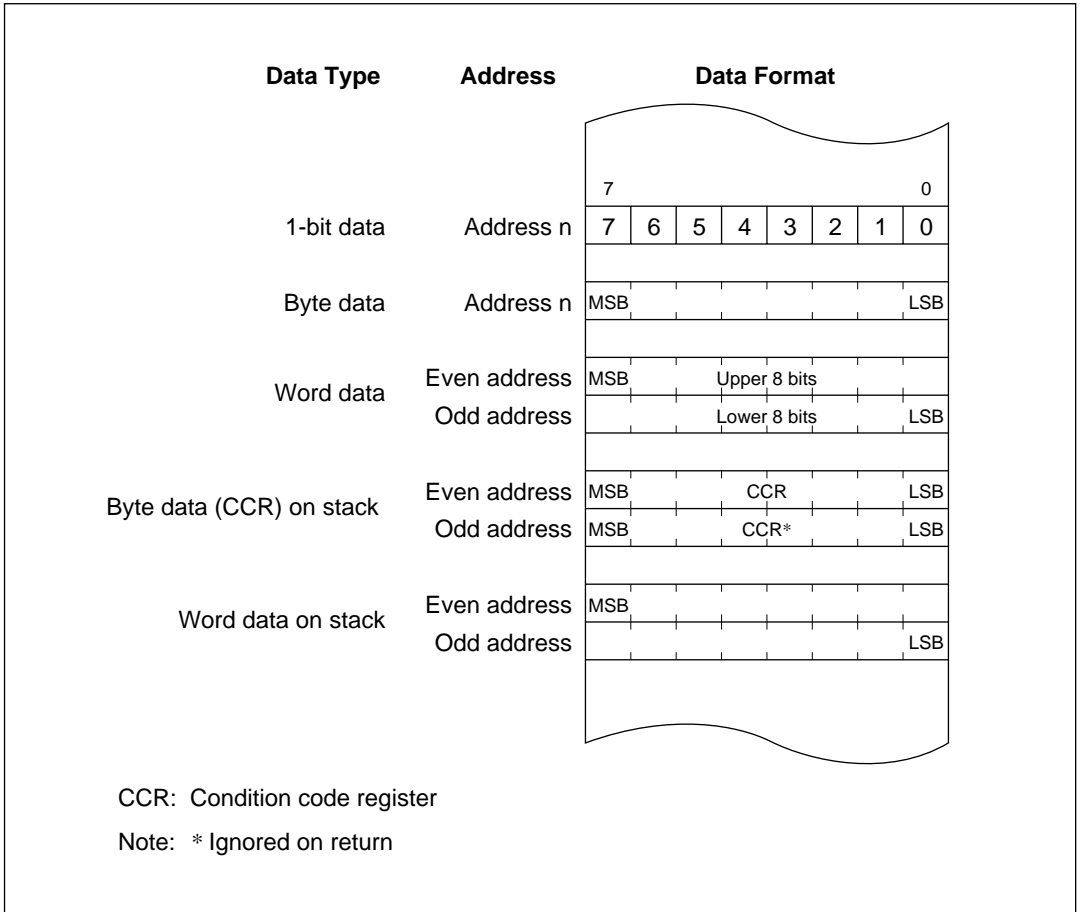 Data Type Address Data Format
7 0
1-bit data Address n 7 6 5 4 3 2 1 0
Byte data Address n MSB LSB
Word data
Even address MSB Upper 8 bits
Odd address Lower 8 bits LSB
Byte data (CCR) on stack
Even address MSB CCR LSB
Odd address MSB CCR* LSB
Word data on stack
Even address MSB
Odd address LSB
CCR: Condition code register
Note: * Ignored on return